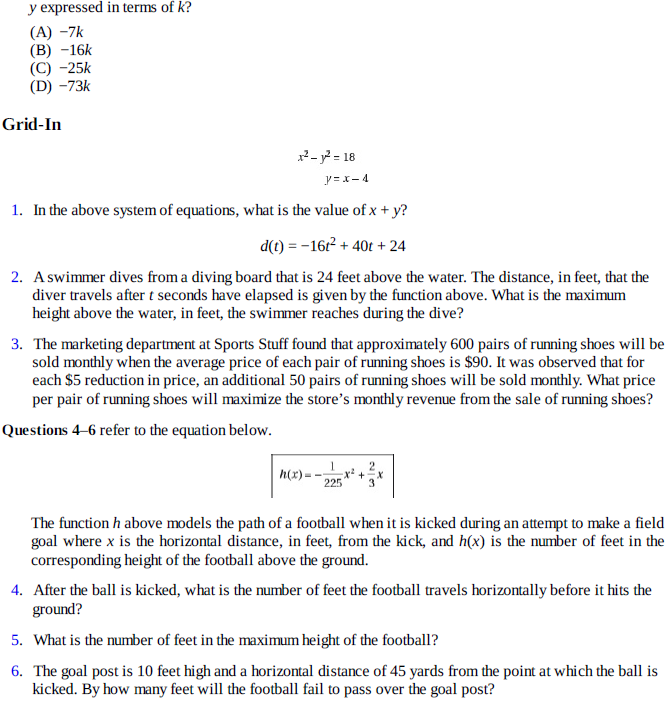 y expressed in terms of k?
(A) −7k
(B) −16k
(C) −25k
(D) −73k
Grid-In
x² − y² = 18
y = x − 4
1. In the above system of equations, what is the value of x + y?
d(t) = −16t² + 40t + 24
2. A swimmer dives from a diving board that is 24 feet above the water. The distance, in feet, that the
diver travels after t seconds have elapsed is given by the function above. What is the maximum
height above the water, in feet, the swimmer reaches during the dive?
3. The marketing department at Sports Stuff found that approximately 600 pairs of running shoes will be
sold monthly when the average price of each pair of running shoes is $90. It was observed that for
each $5 reduction in price, an additional 50 pairs of running shoes will be sold monthly. What price
per pair of running shoes will maximize the store’s monthly revenue from the sale of running shoes?
Questions 4–6 refer to the equation below.
h(x) = −1/225 x² + 2/3 x
The function h above models the path of a football when it is kicked during an attempt to make a field
goal where x is the horizontal distance, in feet, from the kick, and h(x) is the number of feet in the
corresponding height of the football above the ground.
4. After the ball is kicked, what is the number of feet the football travels horizontally before it hits the
ground?
5. What is the number of feet in the maximum height of the football?
6. The goal post is 10 feet high and a horizontal distance of 45 yards from the point at which the ball is
kicked. By how many feet will the football fail to pass over the goal post?